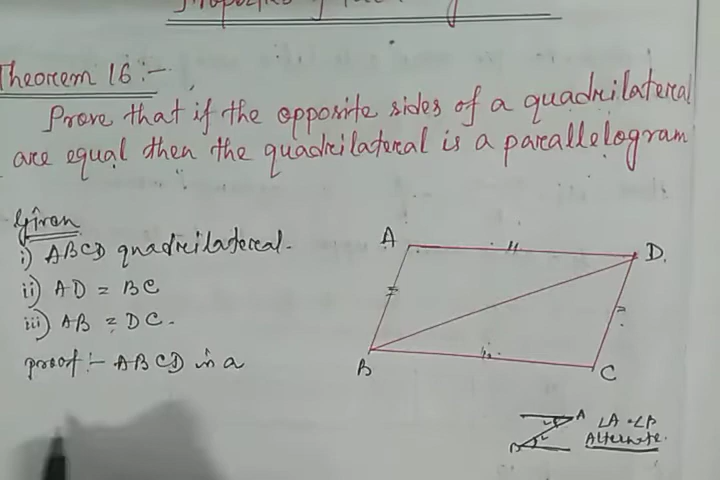 Theorem 16 :-
Prove that if the opposite sides of a quadrilateral
are equal then the quadrilateral is a parallelogram
Given
i) ABCD quadrilateral.
ii) AD = BC
iii) AB = DC.
proof :- ABCD is a
A
D.
B
C
A
∠A = ∠B
B
Alternate.